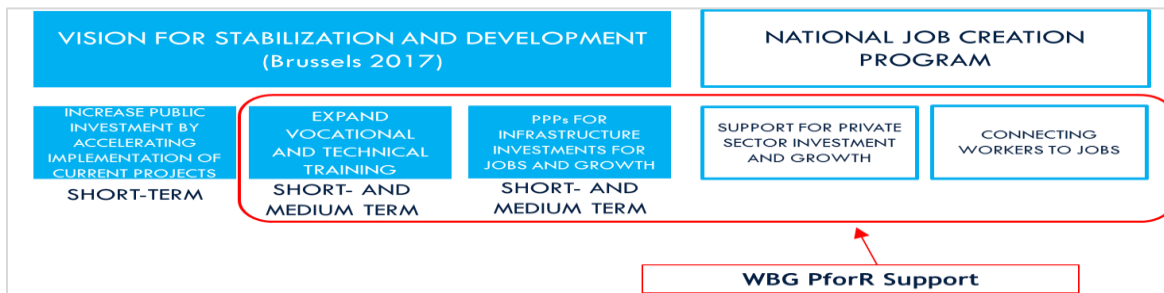 VISION FOR STABILIZATION AND DEVELOPMENT
(Brussels 2017)
NATIONAL JOB CREATION
PROGRAM
INCREASE PUBLIC
INVESTMENT BY
ACCELERATING
IMPLEMENTATION OF
CURRENT PROJECTS
SHORT-TERM
EXPAND
VOCATIONAL
AND TECHNICAL
TRAINING
SHORT- AND
MEDIUM TERM
PPPs FOR
INFRASTRUCTURE
INVESTMENTS FOR
JOBS AND GROWTH
SHORT- AND
MEDIUM TERM
SUPPORT FOR PRIVATE
SECTOR INVESTMENT
AND GROWTH
CONNECTING
WORKERS TO JOBS
WBG PforR Support